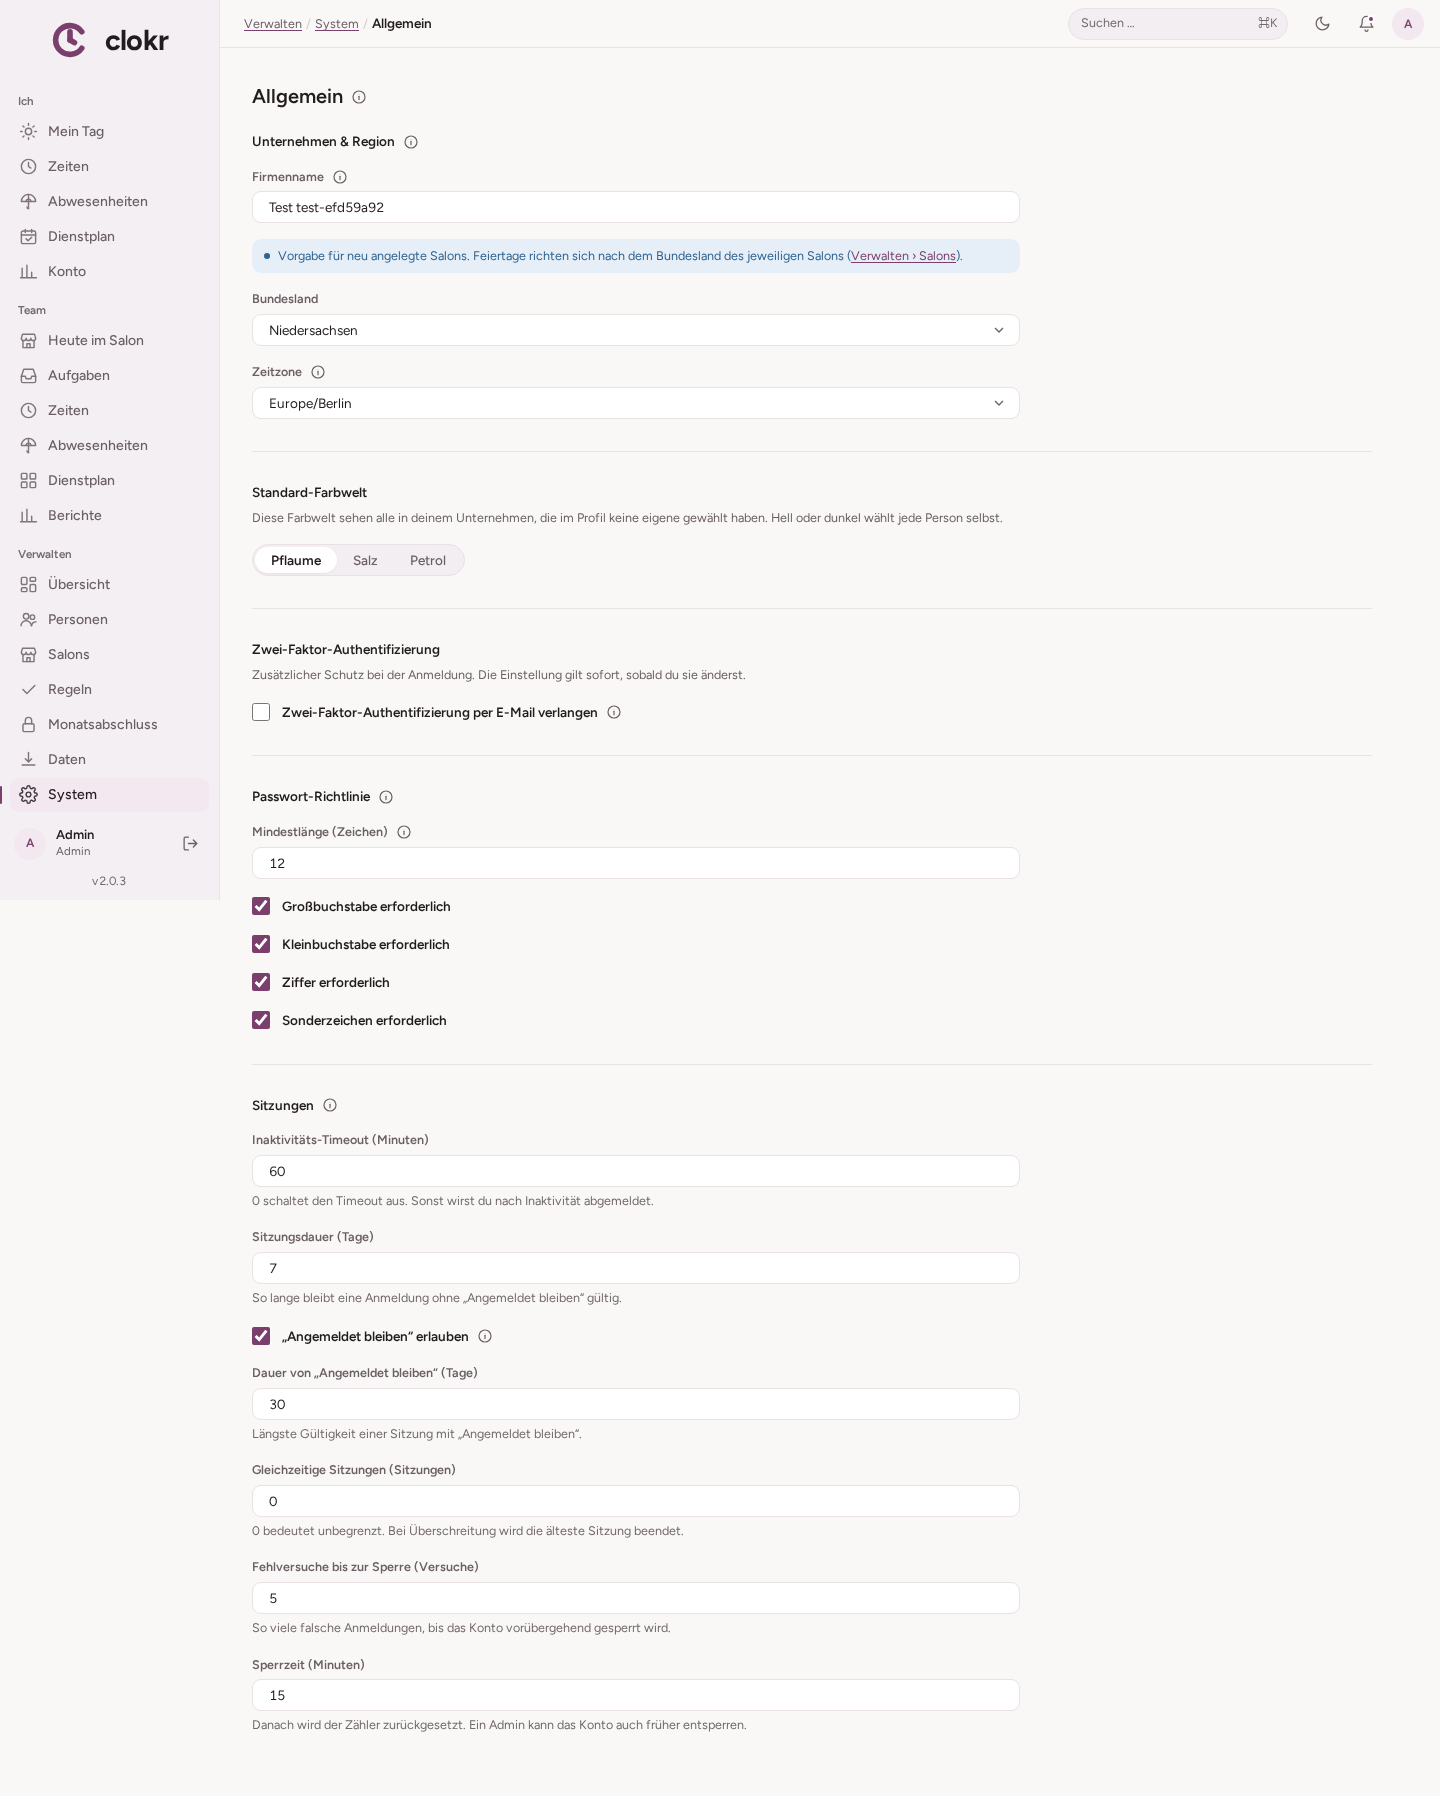 clokr
Ich
Mein Tag
Zeiten
Abwesenheiten
Dienstplan
Konto
Team
Heute im Salon
Aufgaben
Zeiten
Abwesenheiten
Dienstplan
Berichte
Verwalten
Übersicht
Personen
Salons
Regeln
Monatsabschluss
Daten
System
A
Admin
Admin
v2.0.3
Verwalten / System / Allgemein
Suchen … ⌘K
A
Allgemein
Unternehmen & Region
Firmenname
Test test-efd59a92
Vorgabe für neu angelegte Salons. Feiertage richten sich nach dem Bundesland des jeweiligen Salons (Verwalten › Salons).
Bundesland
Niedersachsen
Zeitzone
Europe/Berlin
Standard-Farbwelt
Diese Farbwelt sehen alle in deinem Unternehmen, die im Profil keine eigene gewählt haben. Hell oder dunkel wählt jede Person selbst.
Pflaume Salz Petrol
Zwei-Faktor-Authentifizierung
Zusätzlicher Schutz bei der Anmeldung. Die Einstellung gilt sofort, sobald du sie änderst.
Zwei-Faktor-Authentifizierung per E-Mail verlangen
Passwort-Richtlinie
Mindestlänge (Zeichen)
12
Großbuchstabe erforderlich
Kleinbuchstabe erforderlich
Ziffer erforderlich
Sonderzeichen erforderlich
Sitzungen
Inaktivitäts-Timeout (Minuten)
60
0 schaltet den Timeout aus. Sonst wirst du nach Inaktivität abgemeldet.
Sitzungsdauer (Tage)
7
So lange bleibt eine Anmeldung ohne „Angemeldet bleiben“ gültig.
„Angemeldet bleiben“ erlauben
Dauer von „Angemeldet bleiben“ (Tage)
30
Längste Gültigkeit einer Sitzung mit „Angemeldet bleiben“.
Gleichzeitige Sitzungen (Sitzungen)
0
0 bedeutet unbegrenzt. Bei Überschreitung wird die älteste Sitzung beendet.
Fehlversuche bis zur Sperre (Versuche)
5
So viele falsche Anmeldungen, bis das Konto vorübergehend gesperrt wird.
Sperrzeit (Minuten)
15
Danach wird der Zähler zurückgesetzt. Ein Admin kann das Konto auch früher entsperren.